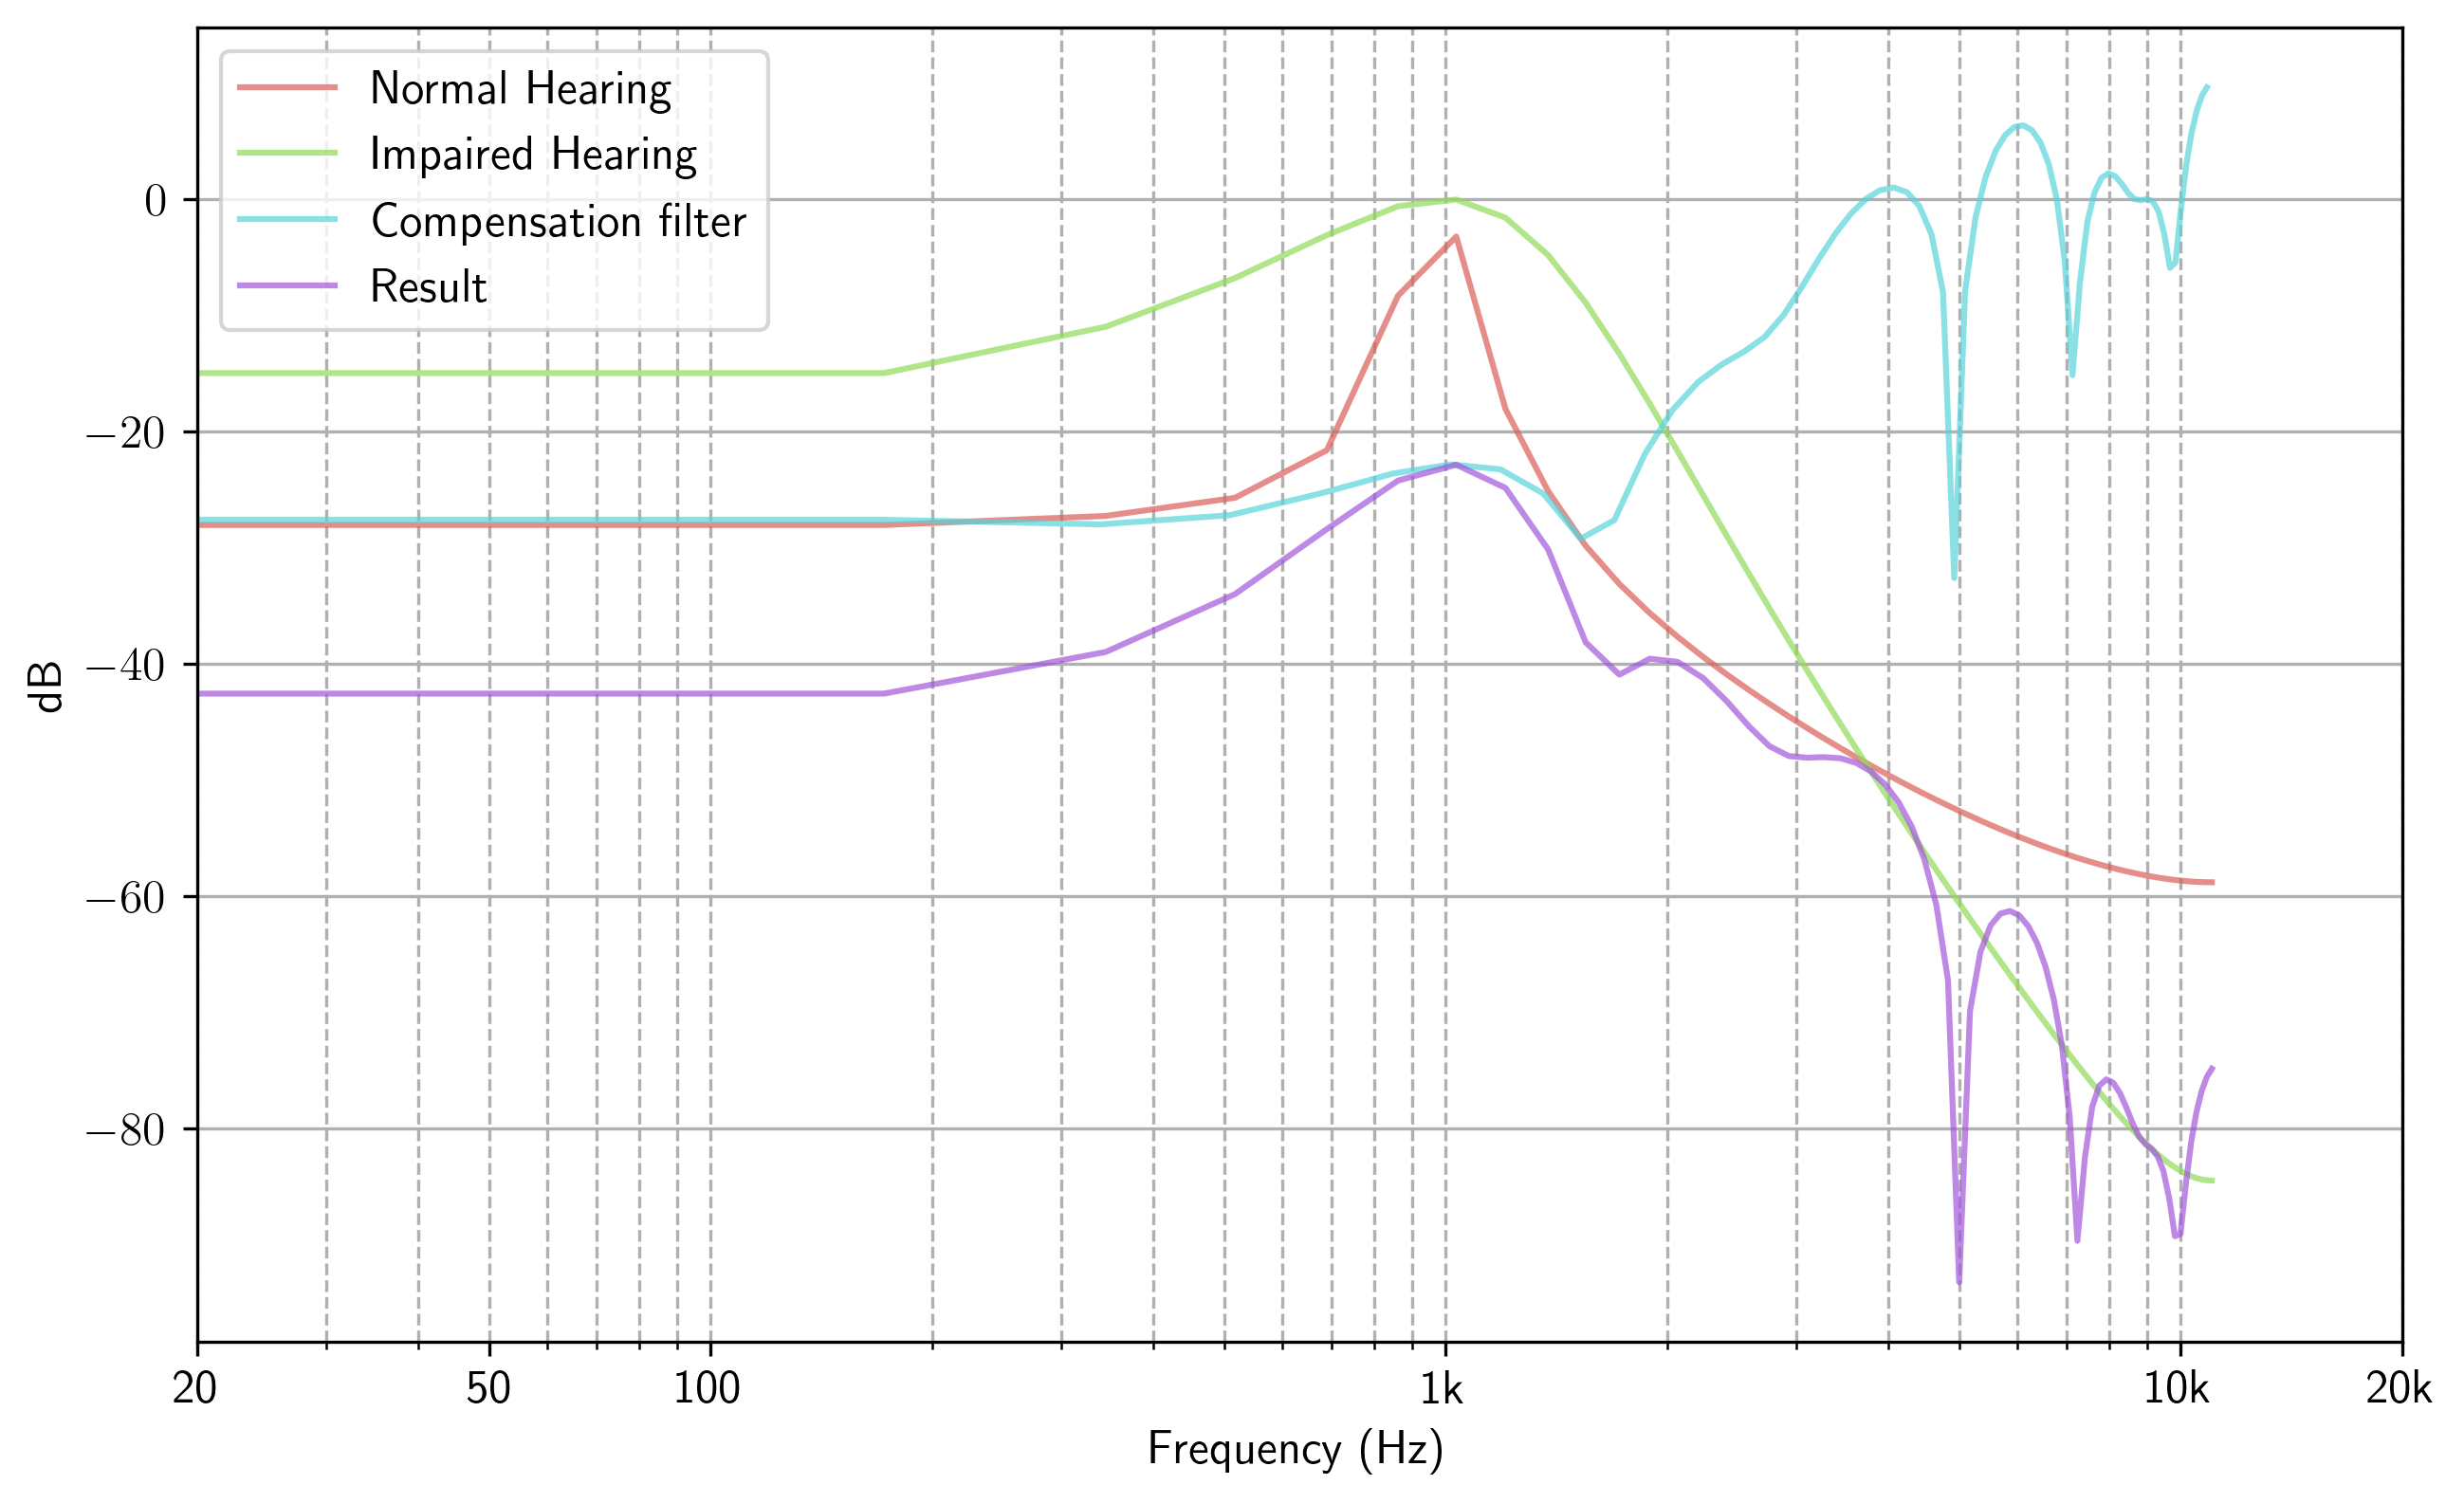 Normal Hearing
Impaired Hearing
Compensation filter
Result
0
−20
−40
−60
−80
dB
20 50 100 1k 10k 20k
Frequency (Hz)